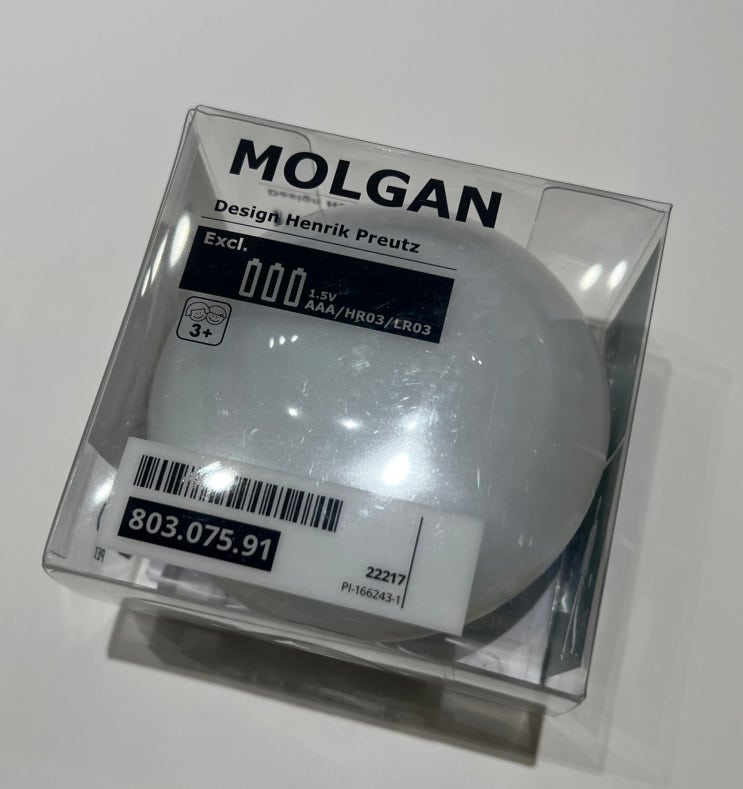 MOLGAN
Design Henrik Preutz
Excl.
1.5V
AAA/HR03/LR03
3+
803.075.91
22217
PI-166243-1